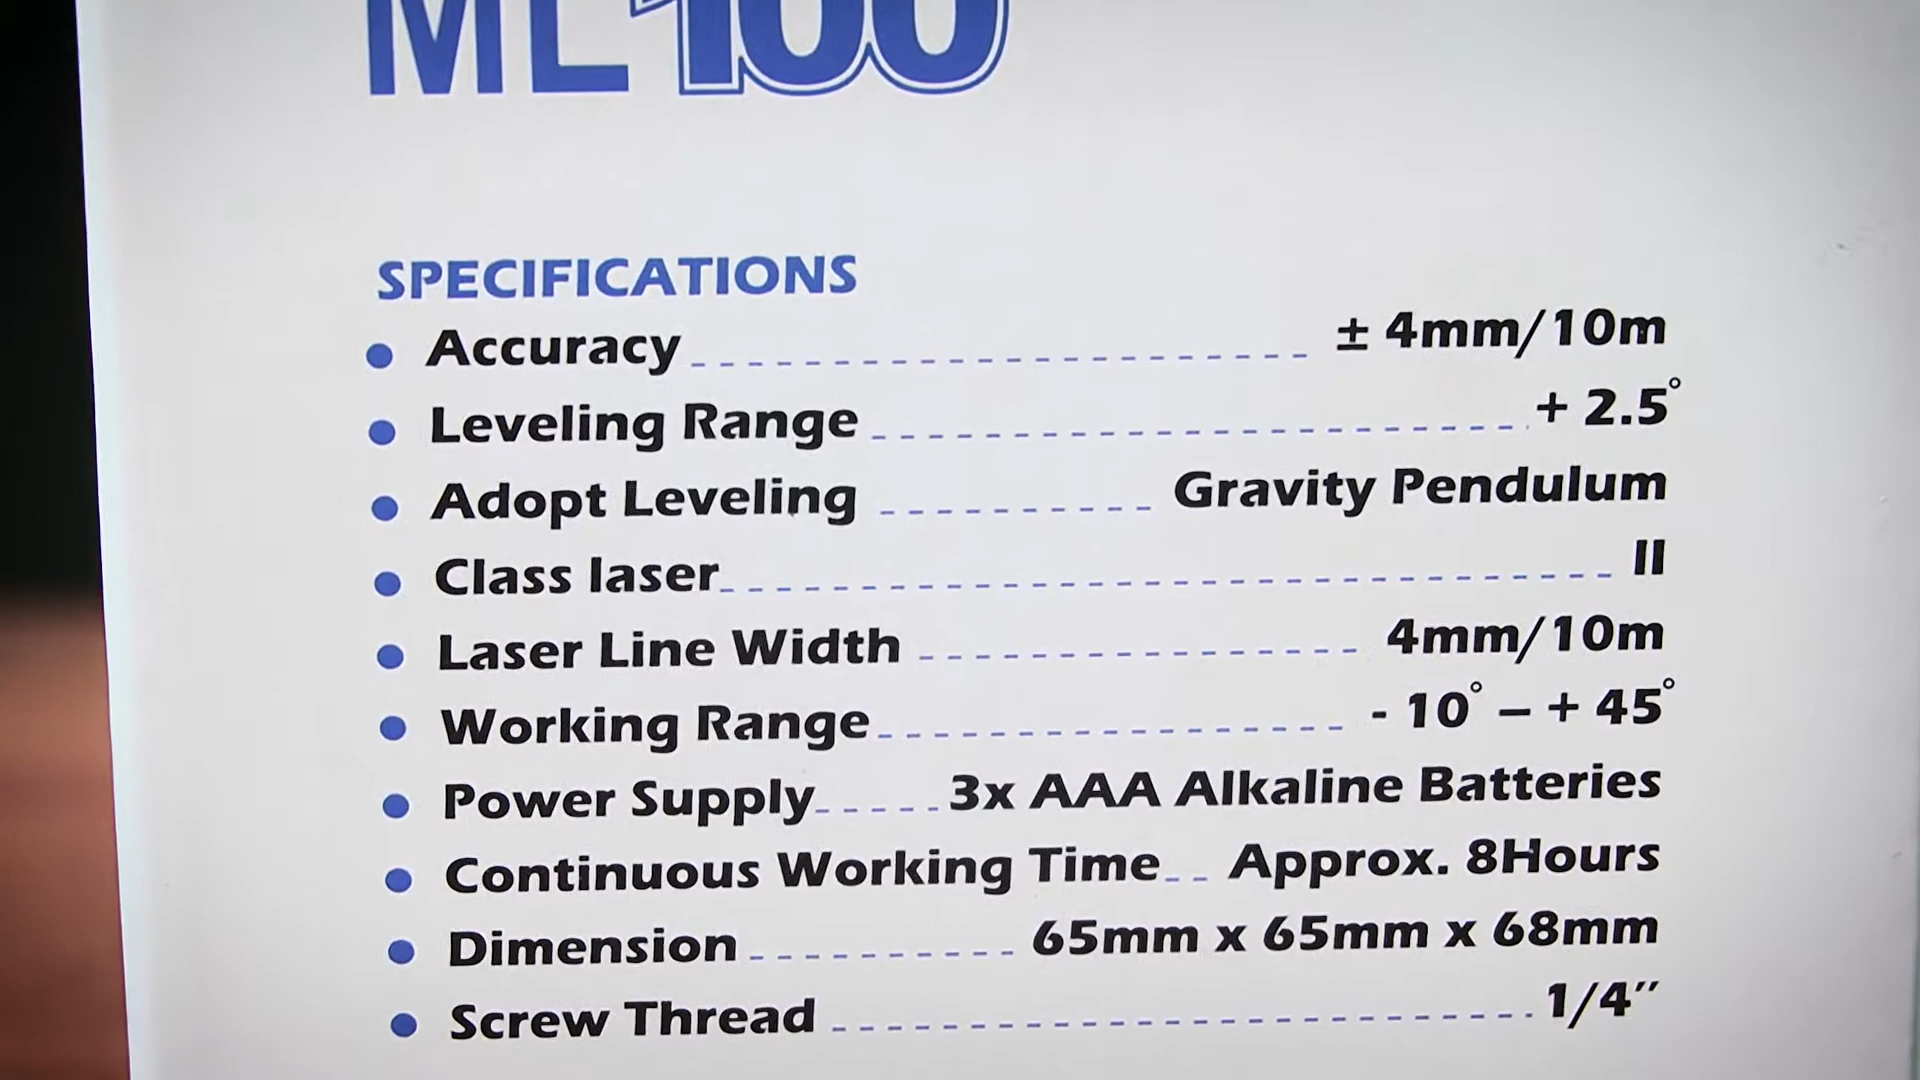 ML100
SPECIFICATIONS
• Accuracy ± 4mm/10m
• Leveling Range + 2.5°
• Adopt Leveling Gravity Pendulum
• Class laser II
• Laser Line Width 4mm/10m
• Working Range - 10° – + 45°
• Power Supply 3x AAA Alkaline Batteries
• Continuous Working Time Approx. 8Hours
• Dimension 65mm x 65mm x 68mm
• Screw Thread 1/4”